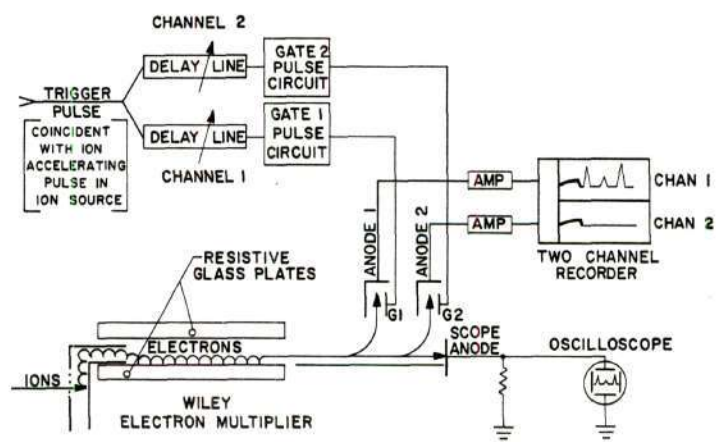 CHANNEL 2
DELAY LINE
GATE 2
PULSE
CIRCUIT
TRIGGER
PULSE
COINCIDENT
WITH ION
ACCELERATING
PULSE IN
ION SOURCE
DELAY LINE
GATE 1
PULSE
CIRCUIT
CHANNEL 1
ANODE 1
ANODE 2
AMP
CHAN 1
AMP
CHAN 2
TWO CHANNEL
RECORDER
RESISTIVE
GLASS PLATES
G1
G2
SCOPE
ANODE
OSCILLOSCOPE
ELECTRONS
IONS
WILEY
ELECTRON MULTIPLIER